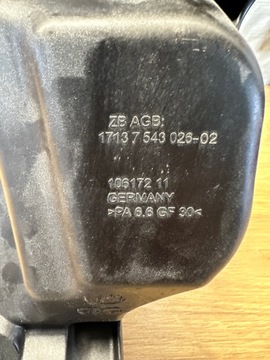 ZB AGB:
1713 7 543 026-02
106172 11
GERMANY
>PA 6.6 GF 30<